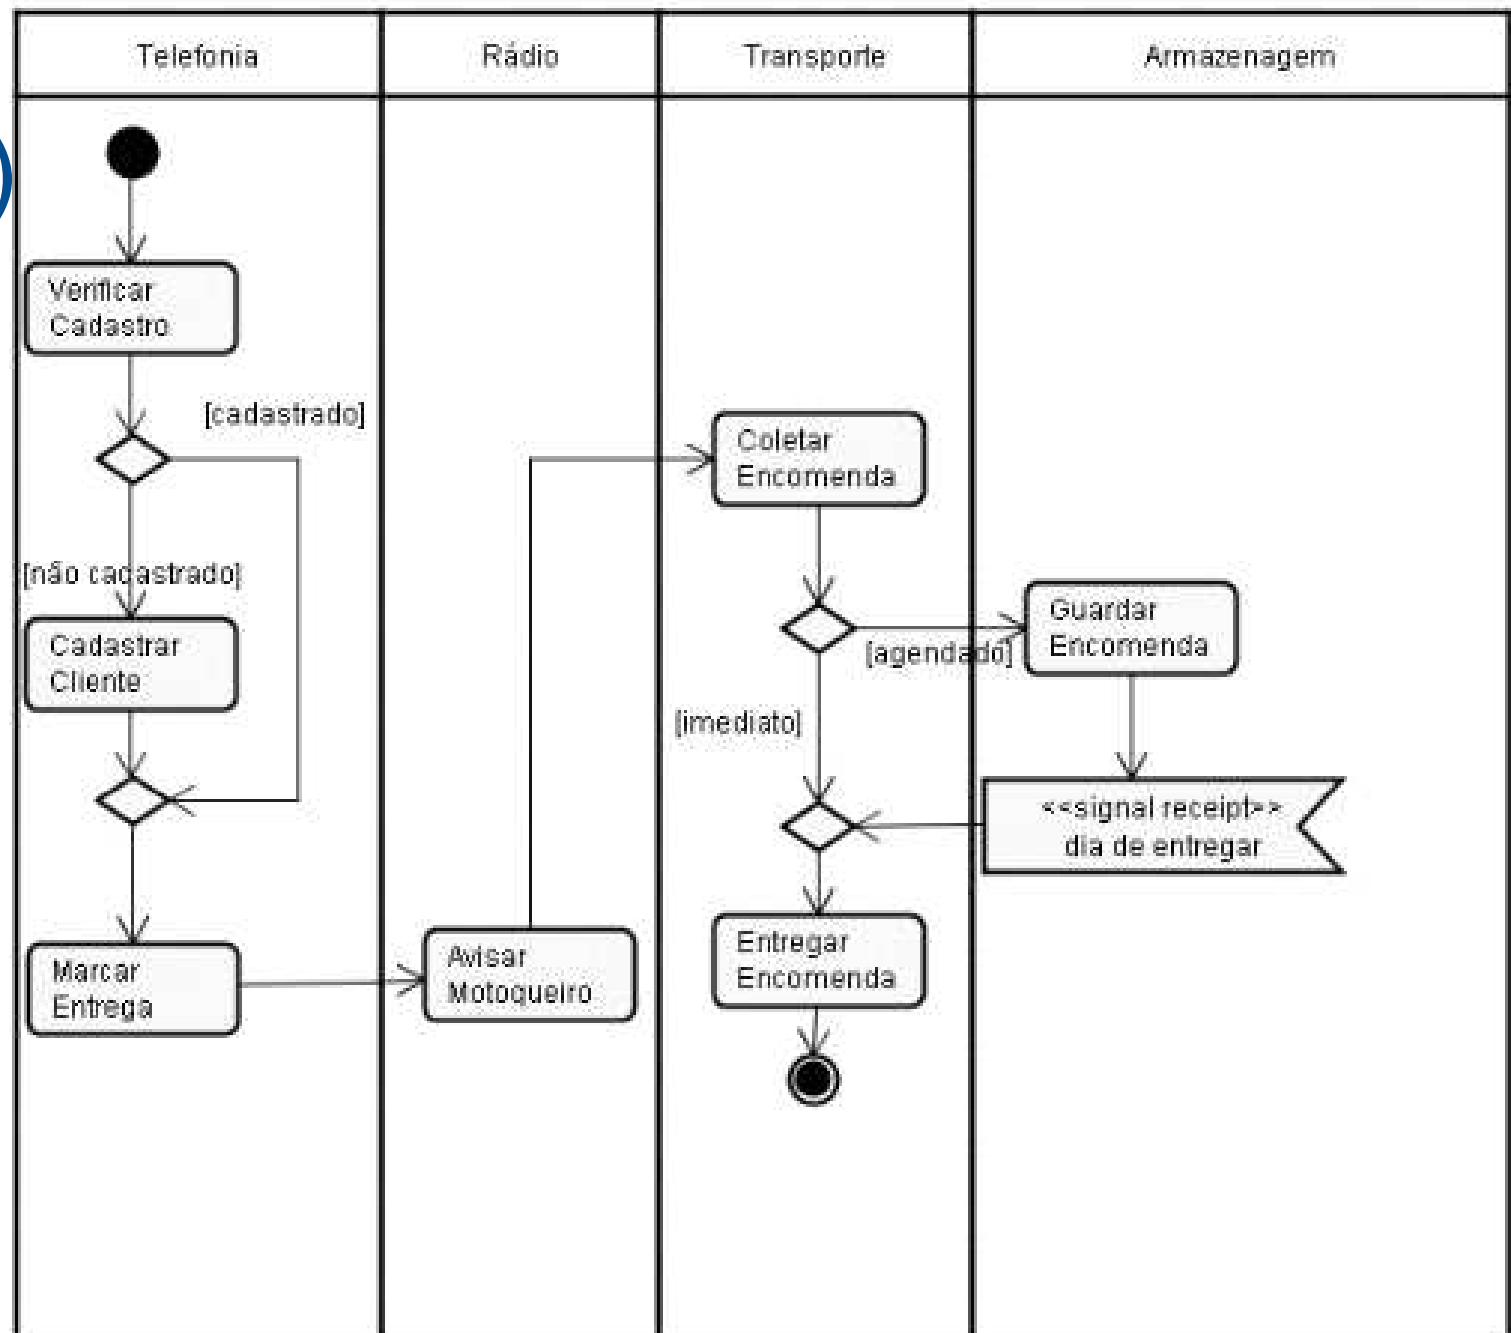 Telefonia
Rádio
Transporte
Armazenagem
Verificar
Cadastro
[cadastrado]
[não cadastrado]
Cadastrar
Cliente
Marcar
Entrega
Avisar
Motoqueiro
Coletar
Encomenda
[agendado]
[imediato]
Guardar
Encomenda
<<signal receipt>>
dia de entregar
Entregar
Encomenda